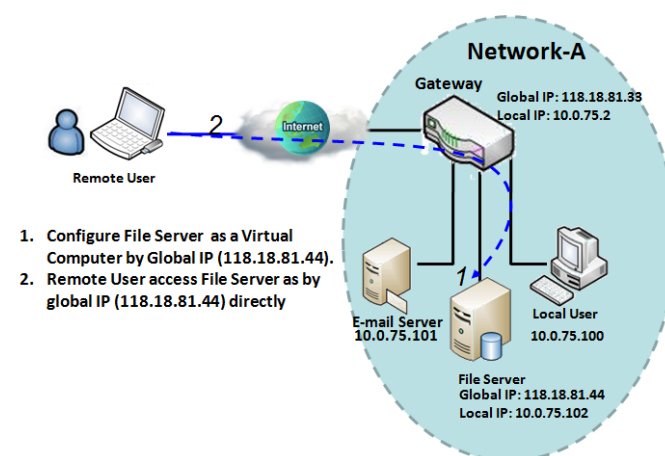 Network-A
Gateway
Global IP: 118.18.81.33
Local IP: 10.0.75.2
2
Internet
Remote User
1. Configure File Server as a Virtual
Computer by Global IP (118.18.81.44).
2. Remote User access File Server as by
global IP (118.18.81.44) directly
1
E-mail Server
10.0.75.101
Local User
10.0.75.100
File Server
Global IP: 118.18.81.44
Local IP: 10.0.75.102